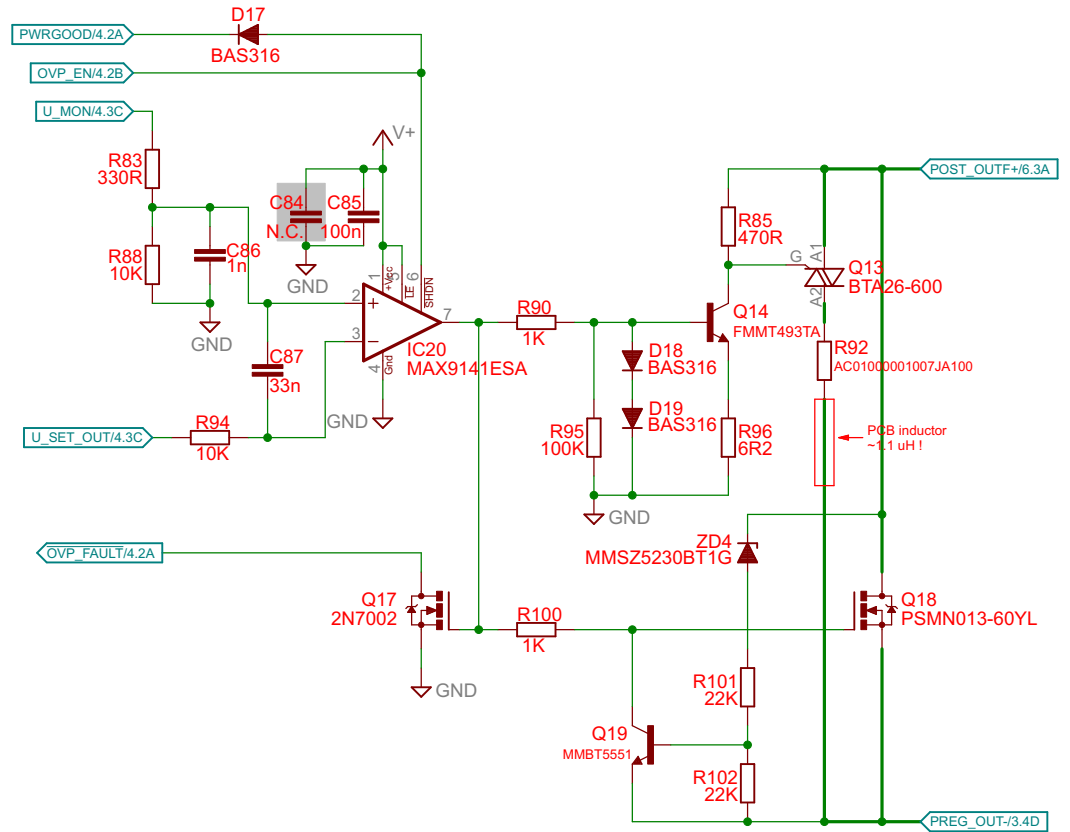 D17
PWRGOOD/4.2A
BAS316
OVP_EN/4.2B
U_MON/4.3C
V+
R83
330R
POST_OUTF+/6.3A
C84
N.C.
C85
100n
R85
470R
R88
10K
C86
1n
GND
GND
1
+Vcc
5
LE
6
SHDN
G
A1
A2
Q13
BTA26-600
2
+
3
-
7
4
Gnd
IC20
MAX9141ESA
R90
1K
Q14
FMMT493TA
C87
33n
D18
BAS316
R92
AC01000001007JA100
D19
BAS316
GND
U_SET_OUT/4.3C
R94
10K
R95
100K
R96
6R2
PCB inductor
~1.1 uH !
GND
OVP_FAULT/4.2A
ZD4
MMSZ5230BT1G
Q17
2N7002
R100
1K
Q18
PSMN013-60YL
GND
R101
22K
Q19
MMBT5551
R102
22K
PREG_OUT-/3.4D